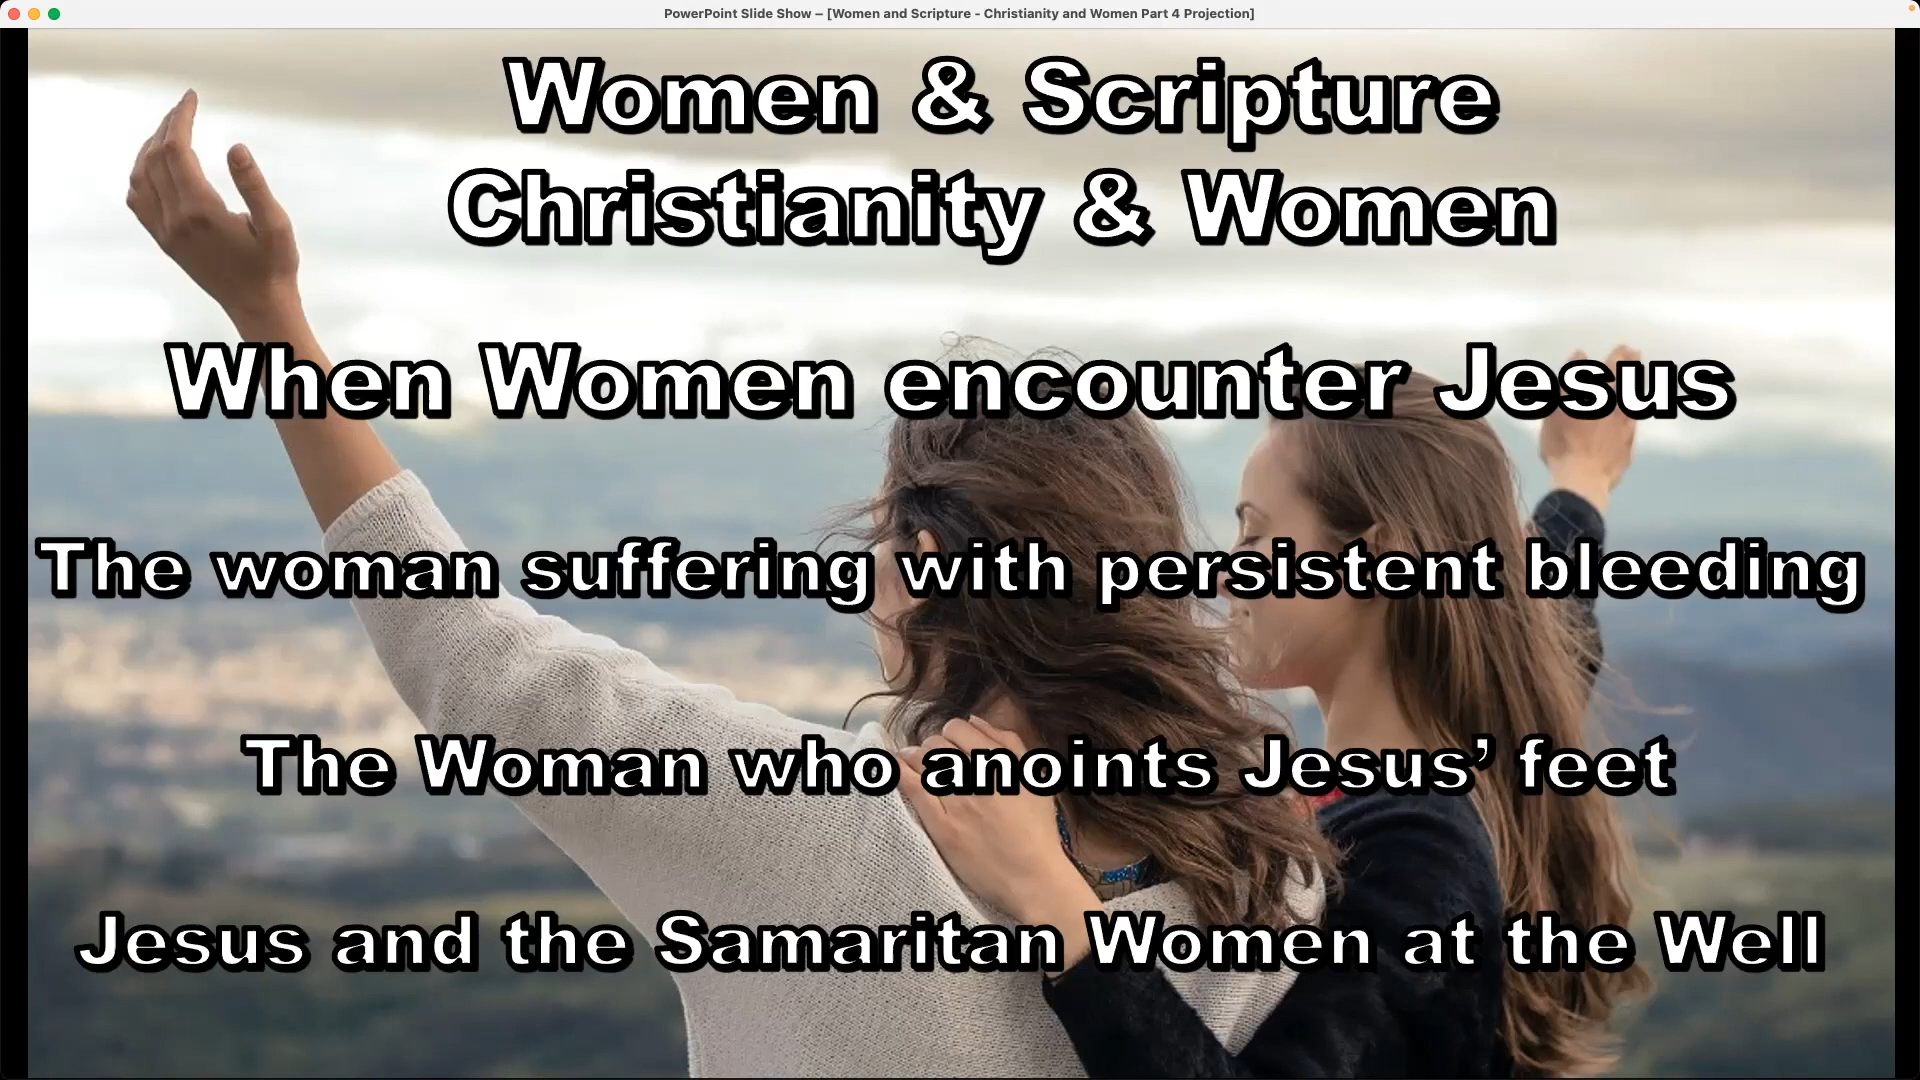 PowerPoint Slide Show – [Women and Scripture - Christianity and Women Part 4 Projection]
Women & Scripture
Christianity & Women
When Women encounter Jesus
The woman suffering with persistent bleeding
The Woman who anoints Jesus’ feet
Jesus and the Samaritan Women at the Well